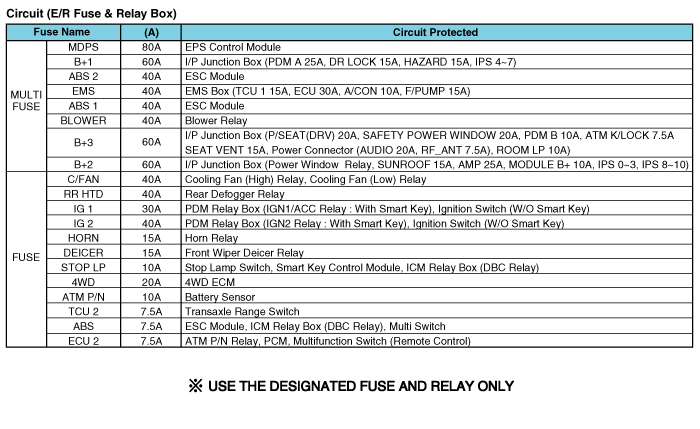 Circuit (E/R Fuse & Relay Box)
Fuse Name (A) Circuit Protected
MULTI FUSE
MDPS 80A EPS Control Module
B+1 60A I/P Junction Box (PDM A 25A, DR LOCK 15A, HAZARD 15A, IPS 4~7)
ABS 2 40A ESC Module
EMS 40A EMS Box (TCU 1 15A, ECU 30A, A/CON 10A, F/PUMP 15A)
ABS 1 40A ESC Module
BLOWER 40A Blower Relay
B+3 60A I/P Junction Box (P/SEAT(DRV) 20A, SAFETY POWER WINDOW 20A, PDM B 10A, ATM K/LOCK 7.5A
SEAT VENT 15A, Power Connector (AUDIO 20A, RF_ANT 7.5A), ROOM LP 10A)
B+2 60A I/P Junction Box (Power Window Relay, SUNROOF 15A, AMP 25A, MODULE B+ 10A, IPS 0~3, IPS 8~10)
FUSE
C/FAN 40A Cooling Fan (High) Relay, Cooling Fan (Low) Relay
RR HTD 40A Rear Defogger Relay
IG 1 30A PDM Relay Box (IGN1/ACC Relay : With Smart Key), Ignition Switch (W/O Smart Key)
IG 2 40A PDM Relay Box (IGN2 Relay : With Smart Key), Ignition Switch (W/O Smart Key)
HORN 15A Horn Relay
DEICER 15A Front Wiper Deicer Relay
STOP LP 10A Stop Lamp Switch, Smart Key Control Module, ICM Relay Box (DBC Relay)
4WD 20A 4WD ECM
ATM P/N 10A Battery Sensor
TCU 2 7.5A Transaxle Range Switch
ABS 7.5A ESC Module, ICM Relay Box (DBC Relay), Multi Switch
ECU 2 7.5A ATM P/N Relay, PCM, Multifunction Switch (Remote Control)
※ USE THE DESIGNATED FUSE AND RELAY ONLY